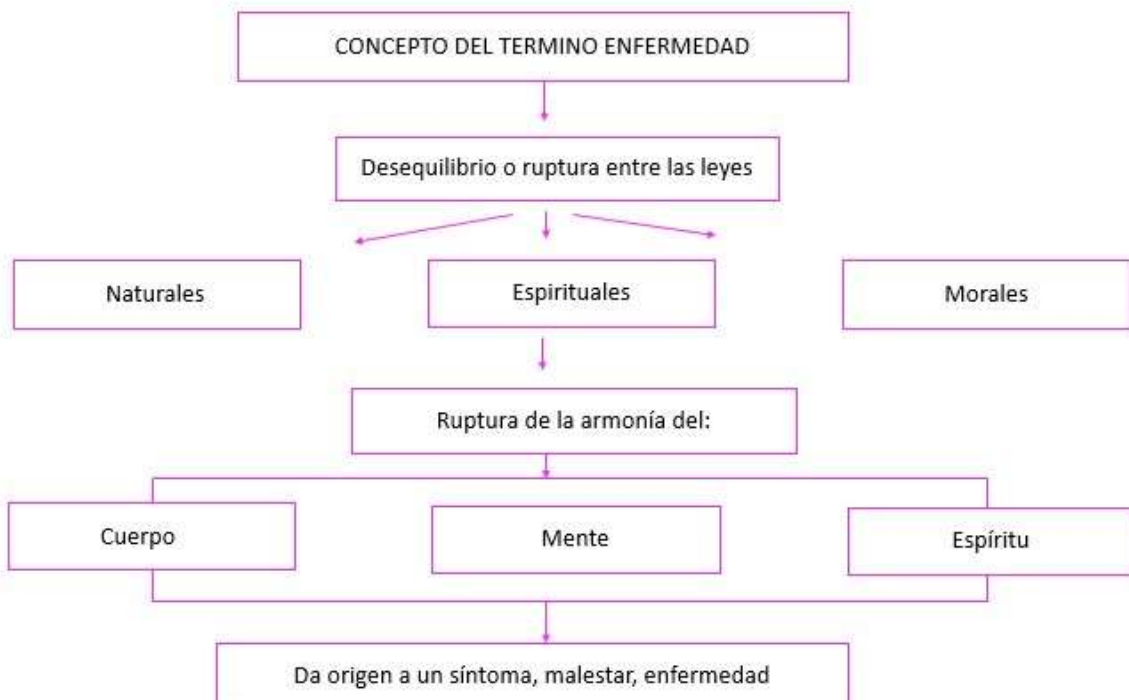 CONCEPTO DEL TERMINO ENFERMEDAD
Desequilibrio o ruptura entre las leyes
Naturales
Espirituales
Morales
Ruptura de la armonía del:
Cuerpo
Mente
Espíritu
Da origen a un síntoma, malestar, enfermedad